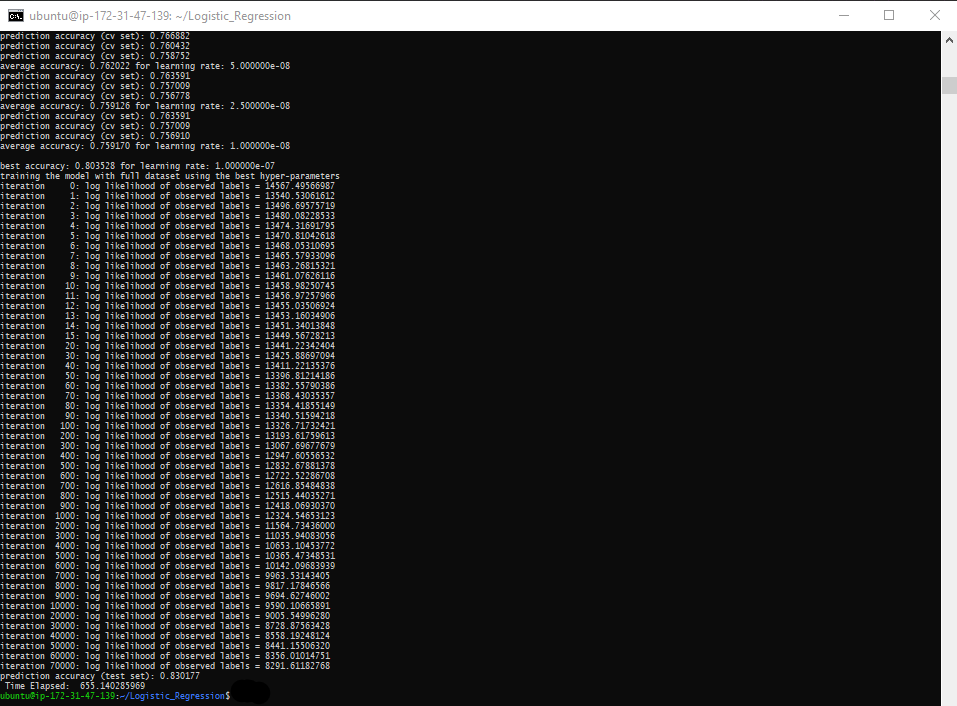 ubuntu@ip-172-31-47-139: ~/Logistic_Regression
prediction accuracy (cv set): 0.766882
prediction accuracy (cv set): 0.760432
prediction accuracy (cv set): 0.758752
average accuracy: 0.762022 for learning rate: 5.000000e-08
prediction accuracy (cv set): 0.763591
prediction accuracy (cv set): 0.757009
prediction accuracy (cv set): 0.756778
average accuracy: 0.759126 for learning rate: 2.500000e-08
prediction accuracy (cv set): 0.763591
prediction accuracy (cv set): 0.757009
prediction accuracy (cv set): 0.756910
average accuracy: 0.759170 for learning rate: 1.000000e-08
best accuracy: 0.803528 for learning rate: 1.000000e-07
training the model with full dataset using the best hyper-parameters
iteration     0: log likelihood of observed labels = 14567.49566987
iteration     1: log likelihood of observed labels = 13540.53061612
iteration     2: log likelihood of observed labels = 13496.69575719
iteration     3: log likelihood of observed labels = 13480.08228533
iteration     4: log likelihood of observed labels = 13474.31691795
iteration     5: log likelihood of observed labels = 13470.81042618
iteration     6: log likelihood of observed labels = 13468.05310695
iteration     7: log likelihood of observed labels = 13465.57933096
iteration     8: log likelihood of observed labels = 13463.26815321
iteration     9: log likelihood of observed labels = 13461.07626116
iteration    10: log likelihood of observed labels = 13458.98250745
iteration    11: log likelihood of observed labels = 13456.97257966
iteration    12: log likelihood of observed labels = 13455.03506924
iteration    13: log likelihood of observed labels = 13453.16034906
iteration    14: log likelihood of observed labels = 13451.34013848
iteration    15: log likelihood of observed labels = 13449.56728213
iteration    20: log likelihood of observed labels = 13441.22342404
iteration    30: log likelihood of observed labels = 13425.88697094
iteration    40: log likelihood of observed labels = 13411.22135376
iteration    50: log likelihood of observed labels = 13396.81214186
iteration    60: log likelihood of observed labels = 13382.55790386
iteration    70: log likelihood of observed labels = 13368.43035357
iteration    80: log likelihood of observed labels = 13354.41855149
iteration    90: log likelihood of observed labels = 13340.51594218
iteration   100: log likelihood of observed labels = 13326.71732421
iteration   200: log likelihood of observed labels = 13193.61759613
iteration   300: log likelihood of observed labels = 13067.69677679
iteration   400: log likelihood of observed labels = 12947.60556532
iteration   500: log likelihood of observed labels = 12832.67881378
iteration   600: log likelihood of observed labels = 12722.52286708
iteration   700: log likelihood of observed labels = 12616.85484838
iteration   800: log likelihood of observed labels = 12515.44035271
iteration   900: log likelihood of observed labels = 12418.06930370
iteration  1000: log likelihood of observed labels = 12324.54653123
iteration  2000: log likelihood of observed labels = 11564.73436000
iteration  3000: log likelihood of observed labels = 11035.94083056
iteration  4000: log likelihood of observed labels = 10653.10453772
iteration  5000: log likelihood of observed labels = 10365.47348531
iteration  6000: log likelihood of observed labels = 10142.09683939
iteration  7000: log likelihood of observed labels = 9963.53143405
iteration  8000: log likelihood of observed labels = 9817.17846566
iteration  9000: log likelihood of observed labels = 9694.62746002
iteration 10000: log likelihood of observed labels = 9590.10665891
iteration 20000: log likelihood of observed labels = 9005.54996280
iteration 30000: log likelihood of observed labels = 8728.87563428
iteration 40000: log likelihood of observed labels = 8558.19248124
iteration 50000: log likelihood of observed labels = 8441.15506320
iteration 60000: log likelihood of observed labels = 8356.01014751
iteration 70000: log likelihood of observed labels = 8291.61182768
prediction accuracy (test set): 0.830177
Time Elapsed:  655.140285969
ubuntu@ip-172-31-47-139:~/Logistic_Regression$